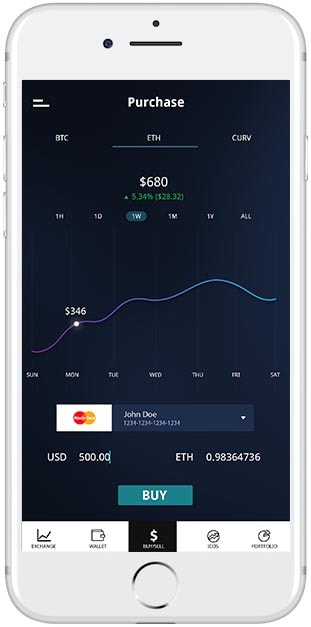 Purchase
BTC ETH CURV
$680
▲ 5.34% ($28.32)
1H 1D 1W 1M 1Y ALL
$346
SUN MON TUE WED THU FRI SAT
MasterCard John Doe
1234-1234-1234-1234
USD 500.00 ETH 0.98364736
BUY
$
EXCHANGE WALLET BUY/SELL ICOS PORTFOLIO